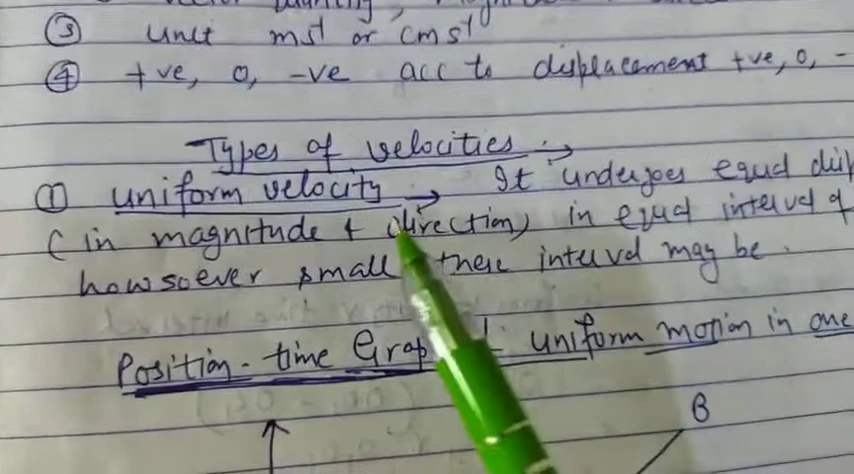 ③ unit ms⁻¹ or cms⁻¹
④ +ve, 0, -ve acc to displacement +ve, 0, -
Types of velocities →
① uniform velocity → It undergoes equal disp
(in magnitude + direction) in equal interval of
howsoever small these interval may be.
Position-time Grap uniform motion in one
B